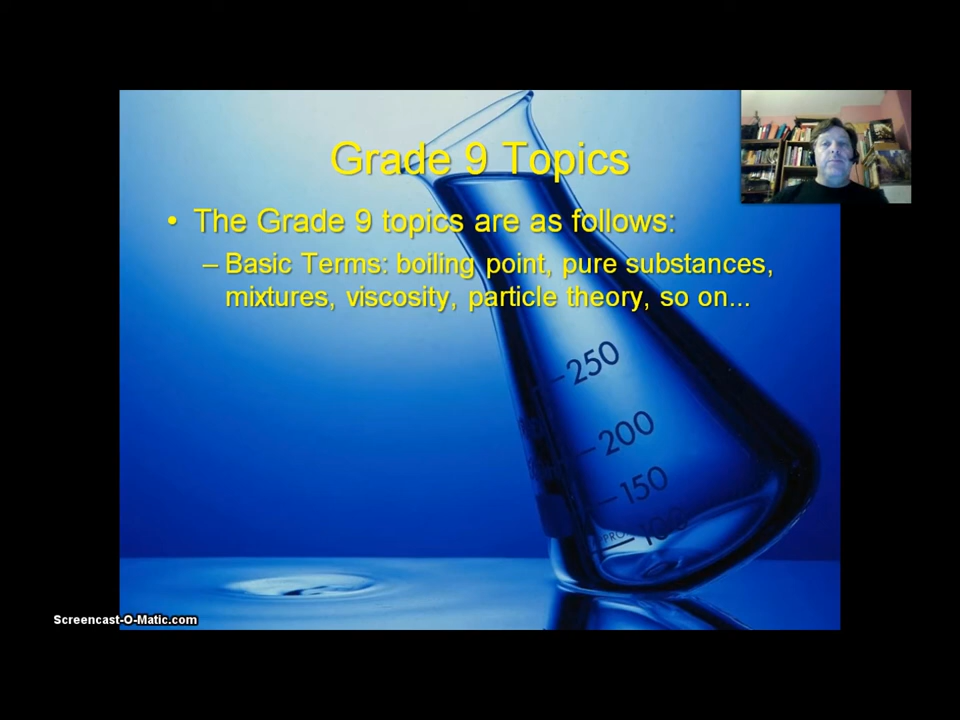 Grade 9 Topics
• The Grade 9 topics are as follows:
– Basic Terms: boiling point, pure substances,
mixtures, viscosity, particle theory, so on...
250
200
150
100
Screencast-O-Matic.com